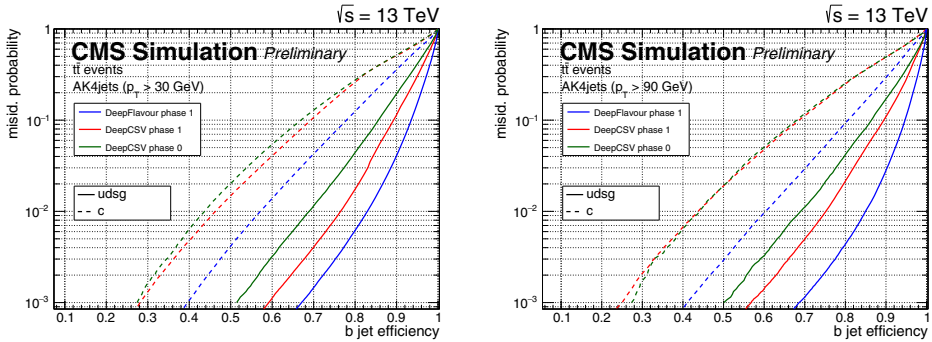 √s = 13 TeV
CMS Simulation Preliminary
tt events
AK4jets (pT > 30 GeV)
DeepFlavour phase 1
DeepCSV phase 1
DeepCSV phase 0
udsg
c
misid. probability
1
10⁻¹
10⁻²
10⁻³
0.1 0.2 0.3 0.4 0.5 0.6 0.7 0.8 0.9 1
b jet efficiency
√s = 13 TeV
CMS Simulation Preliminary
tt events
AK4jets (pT > 90 GeV)
DeepFlavour phase 1
DeepCSV phase 1
DeepCSV phase 0
udsg
c
misid. probability
1
10⁻¹
10⁻²
10⁻³
0.1 0.2 0.3 0.4 0.5 0.6 0.7 0.8 0.9 1
b jet efficiency